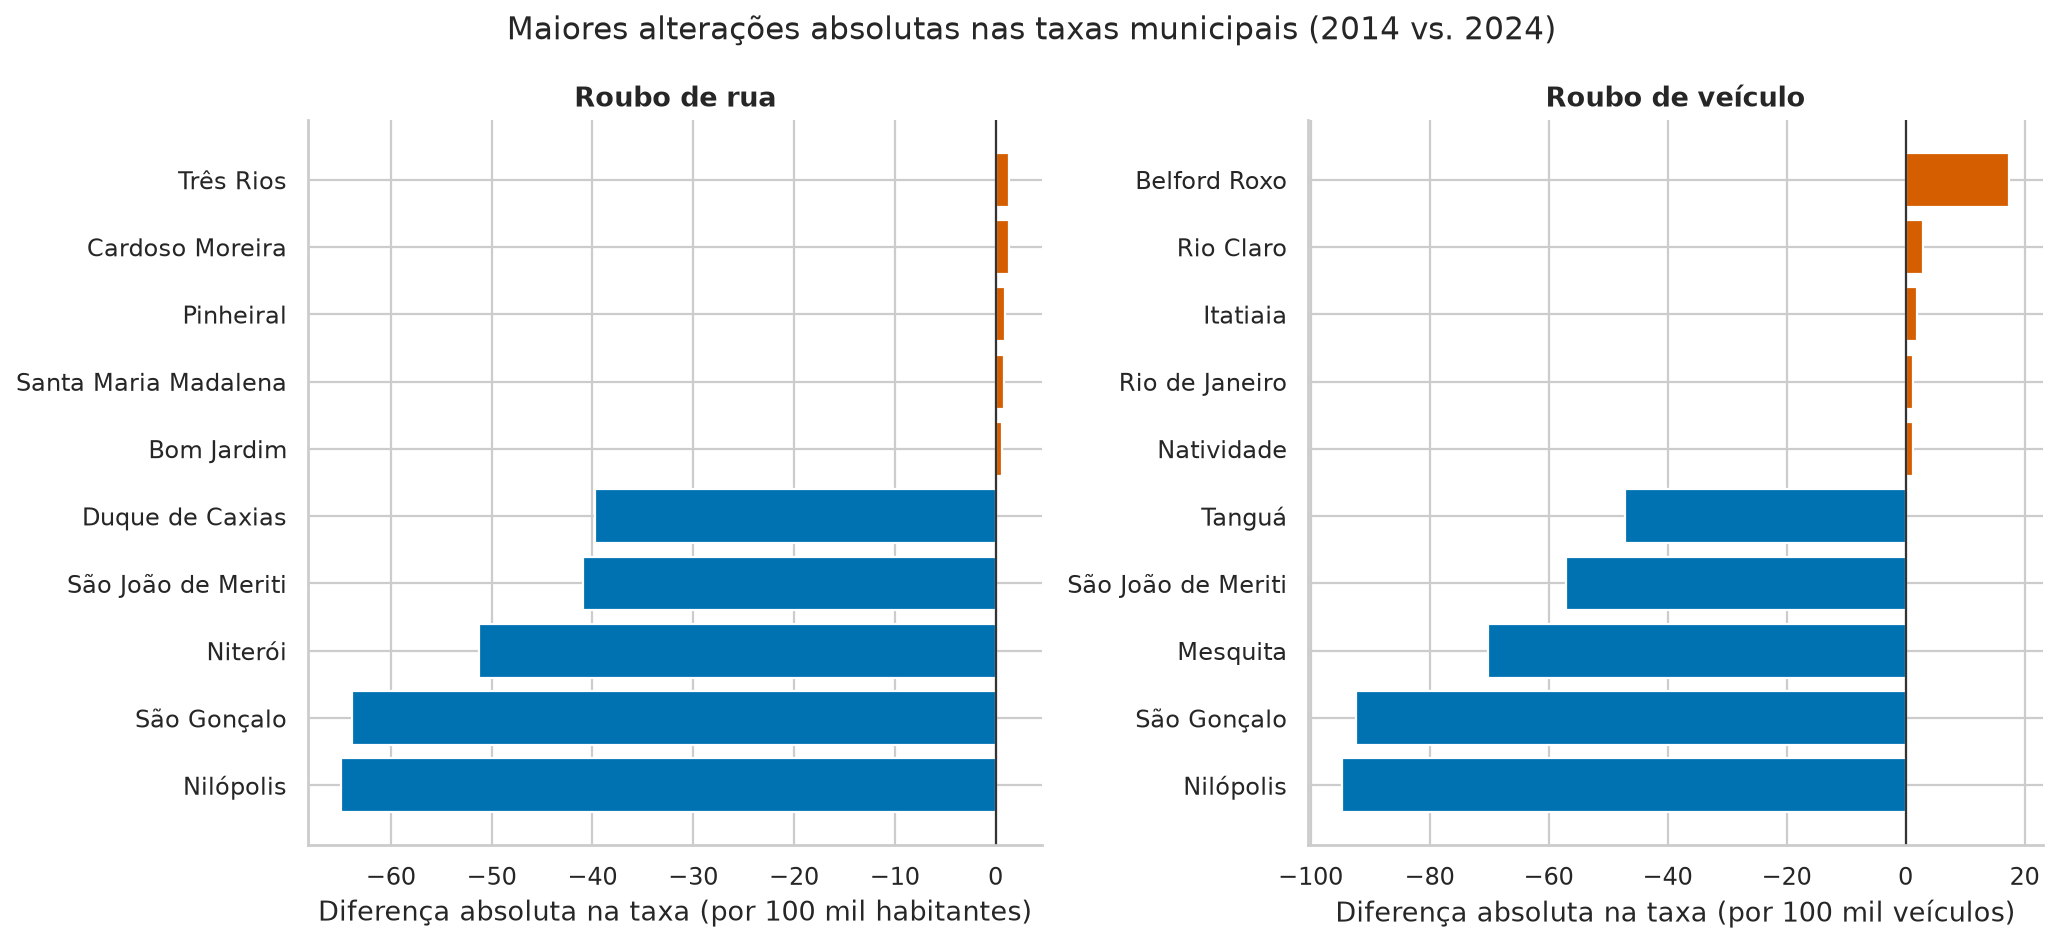 Maiores alterações absolutas nas taxas municipais (2014 vs. 2024)
Roubo de rua
Três Rios
Cardoso Moreira
Pinheiral
Santa Maria Madalena
Bom Jardim
Duque de Caxias
São João de Meriti
Niterói
São Gonçalo
Nilópolis
−60 −50 −40 −30 −20 −10 0
Diferença absoluta na taxa (por 100 mil habitantes)
Roubo de veículo
Belford Roxo
Rio Claro
Itatiaia
Rio de Janeiro
Natividade
Tanguá
São João de Meriti
Mesquita
São Gonçalo
Nilópolis
−100 −80 −60 −40 −20 0 20
Diferença absoluta na taxa (por 100 mil veículos)